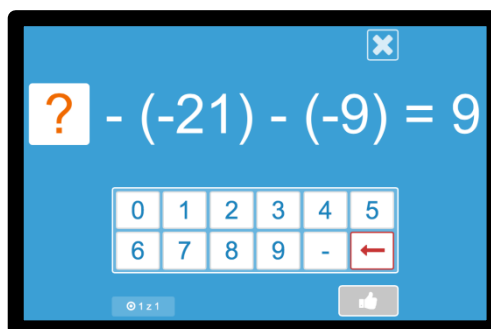 ? - (-21) - (-9) = 9
0 1 2 3 4 5
6 7 8 9 -
1 z 1